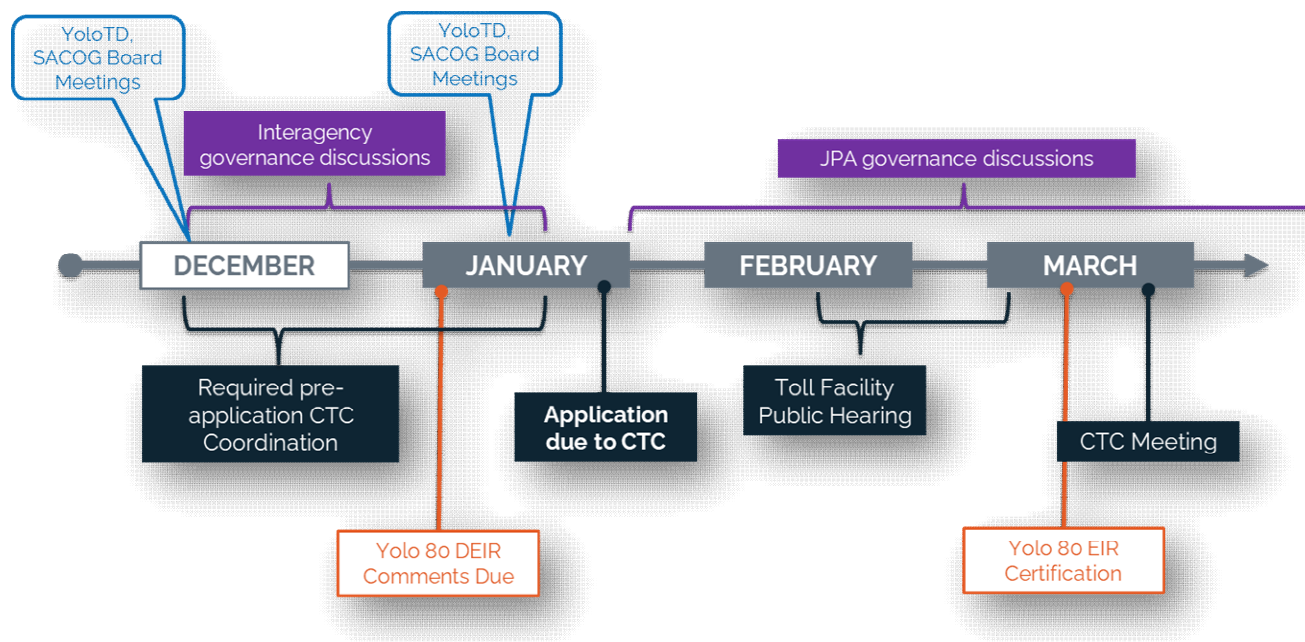 YoloTD,
SACOG Board
Meetings
YoloTD,
SACOG Board
Meetings
Interagency
governance discussions
JPA governance discussions
DECEMBER
JANUARY
FEBRUARY
MARCH
Required pre-
application CTC
Coordination
Application
due to CTC
Toll Facility
Public Hearing
CTC Meeting
Yolo 80 DEIR
Comments Due
Yolo 80 EIR
Certification